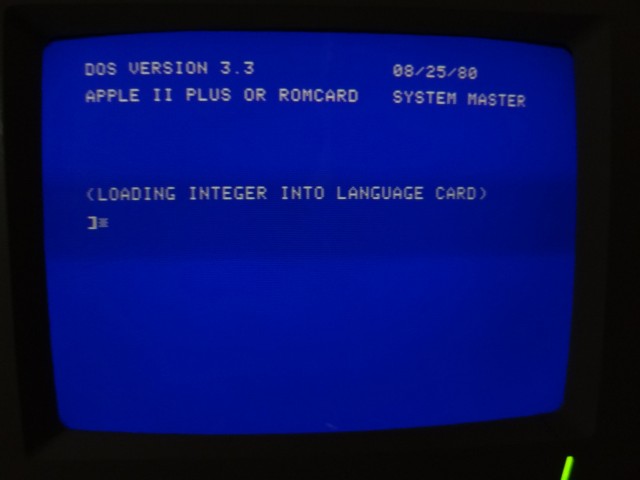 DOS VERSION 3.3 08/25/80
APPLE II PLUS OR ROMCARD SYSTEM MASTER
(LOADING INTEGER INTO LANGUAGE CARD)
]